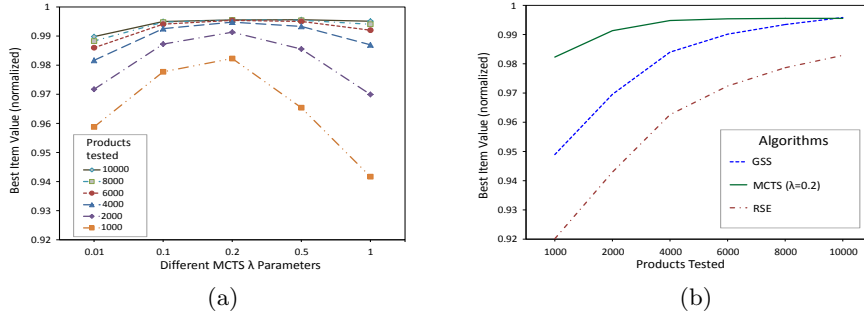 1
0.99
0.98
0.97
0.96
0.95
0.94
0.93
0.92
Best Item Value (normalized)
Products
tested
10000
8000
6000
4000
2000
1000
0.01 0.1 0.2 0.5 1
Different MCTS λ Parameters
(a)
1
0.99
0.98
0.97
0.96
0.95
0.94
0.93
0.92
Best Item Value (normalized)
Algorithms
GSS
MCTS (λ=0.2)
RSE
1000 2000 4000 6000 8000 10000
Products Tested
(b)